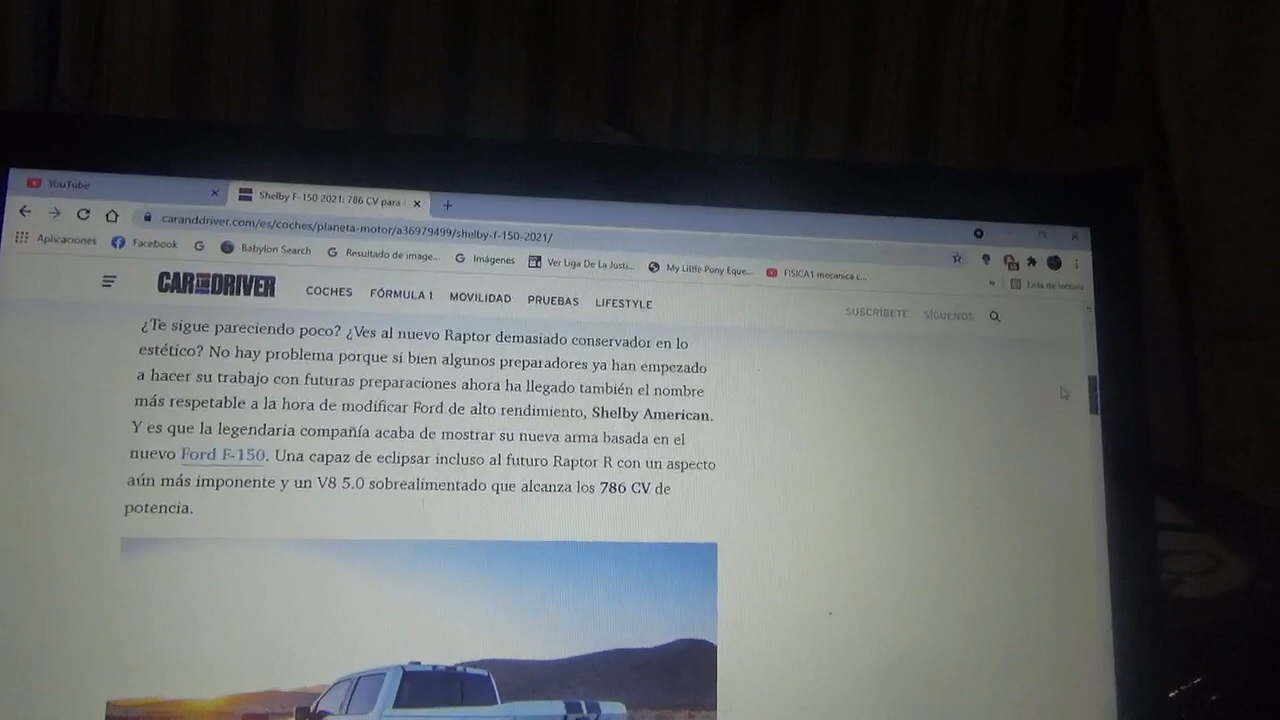 YouTube
Shelby F-150 2021: 786 CV para
caranddriver.com/es/coches/planeta-motor/a36979499/shelby-f-150-2021/
Aplicaciones Facebook Babylon Search Resultado de image... Imágenes Ver Liga De La Justi... My Little Pony Eque... FISICA1 mecanica c...
» Lista de lectura
CAR AND DRIVER COCHES FÓRMULA 1 MOVILIDAD PRUEBAS LIFESTYLE SUSCRÍBETE SÍGUENOS
¿Te sigue pareciendo poco? ¿Ves al nuevo Raptor demasiado conservador en lo
estético? No hay problema porque si bien algunos preparadores ya han empezado
a hacer su trabajo con futuras preparaciones ahora ha llegado también el nombre
más respetable a la hora de modificar Ford de alto rendimiento, Shelby American.
Y es que la legendaria compañía acaba de mostrar su nueva arma basada en el
nuevo Ford F-150. Una capaz de eclipsar incluso al futuro Raptor R con un aspecto
aún más imponente y un V8 5.0 sobrealimentado que alcanza los 786 CV de
potencia.